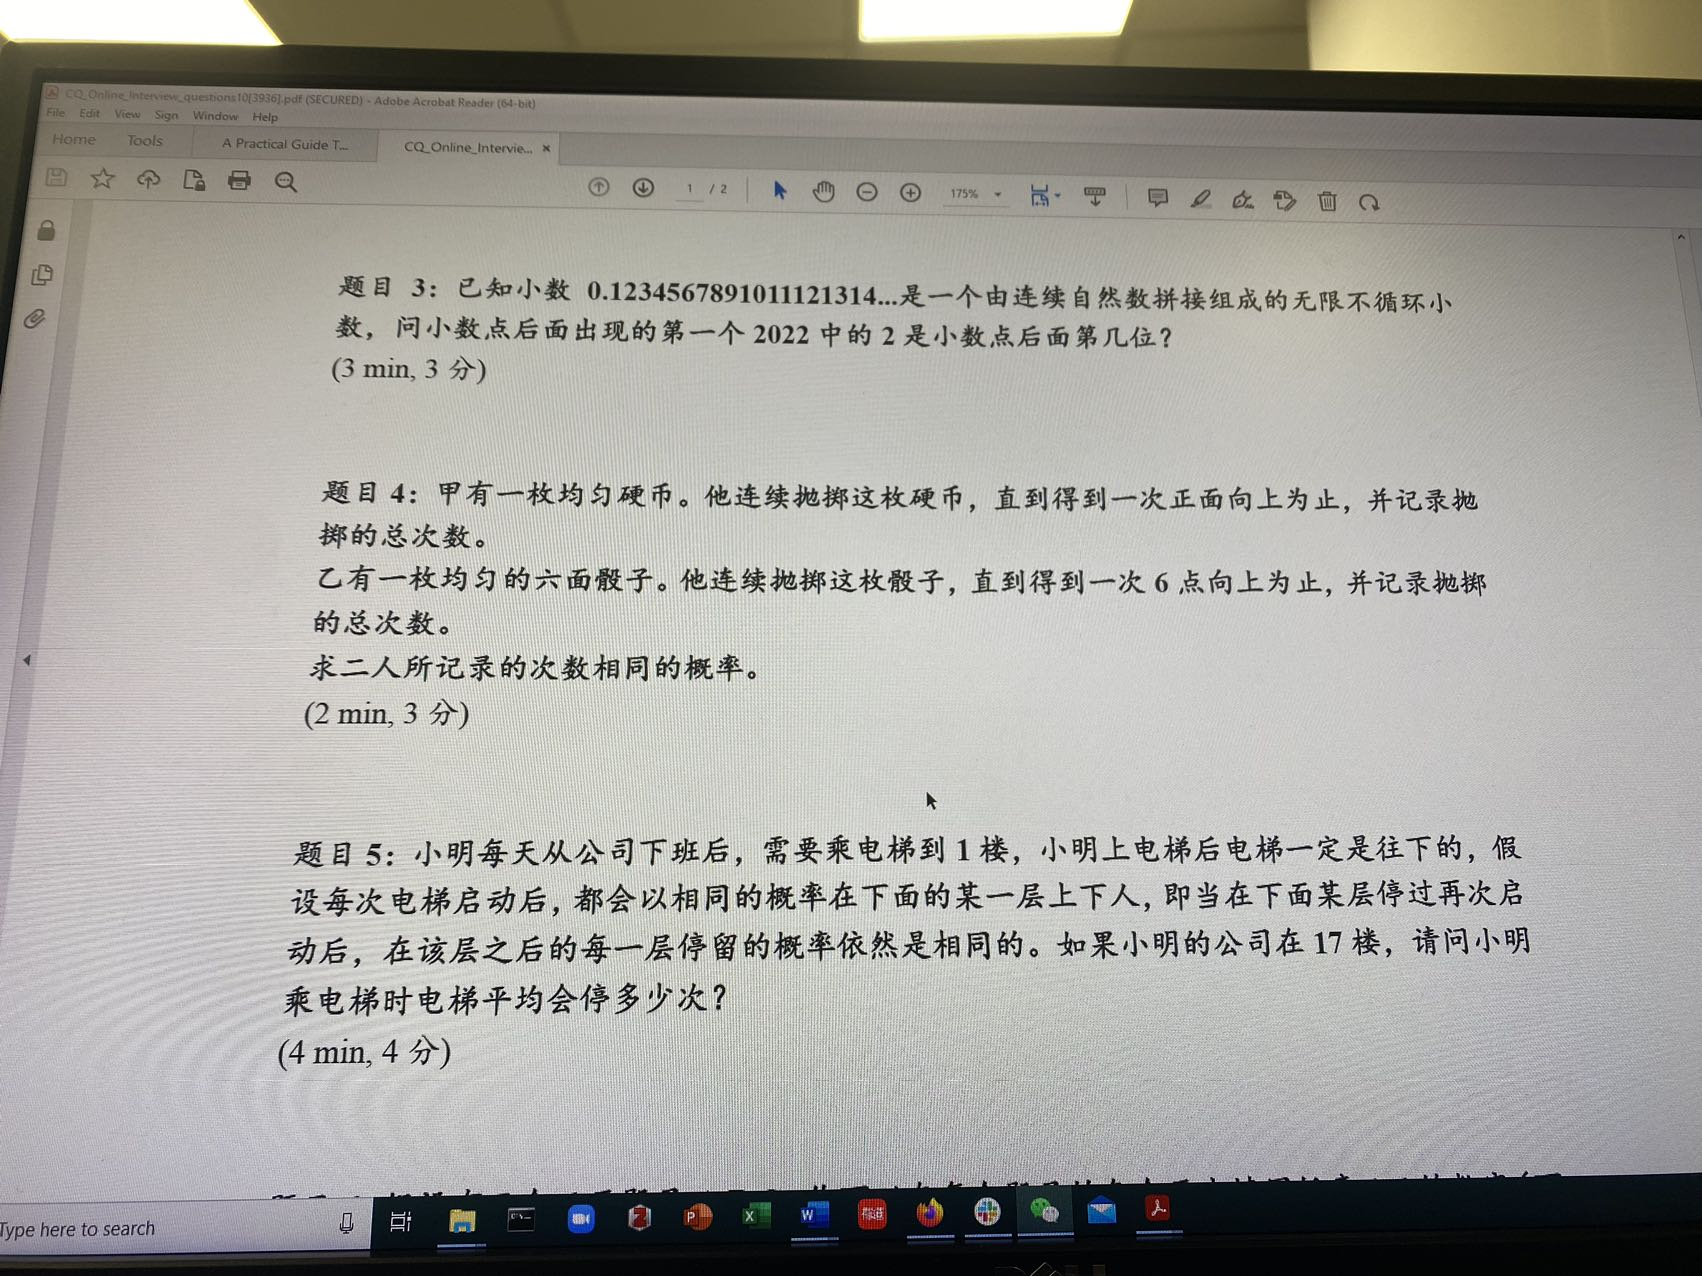 CQ_Online_Interview_questions10[3936].pdf (SECURED) - Adobe Acrobat Reader (64-bit)
File Edit View Sign Window Help
Home Tools A Practical Guide T... CQ_Online_Intervie... ×
1 / 2 175%
题目 3：已知小数 0.1234567891011121314...是一个由连续自然数拼接组成的无限不循环小
数，问小数点后面出现的第一个 2022 中的 2 是小数点后面第几位？
(3 min, 3 分)
题目 4：甲有一枚均匀硬币。他连续抛掷这枚硬币，直到得到一次正面向上为止，并记录抛
掷的总次数。
乙有一枚均匀的六面骰子。他连续抛掷这枚骰子，直到得到一次 6 点向上为止，并记录抛掷
的总次数。
求二人所记录的次数相同的概率。
(2 min, 3 分)
题目 5：小明每天从公司下班后，需要乘电梯到 1 楼，小明上电梯后电梯一定是往下的，假
设每次电梯启动后，都会以相同的概率在下面的某一层上下人，即当在下面某层停过再次启
动后，在该层之后的每一层停留的概率依然是相同的。如果小明的公司在 17 楼，请问小明
乘电梯时电梯平均会停多少次？
(4 min, 4 分)
Type here to search